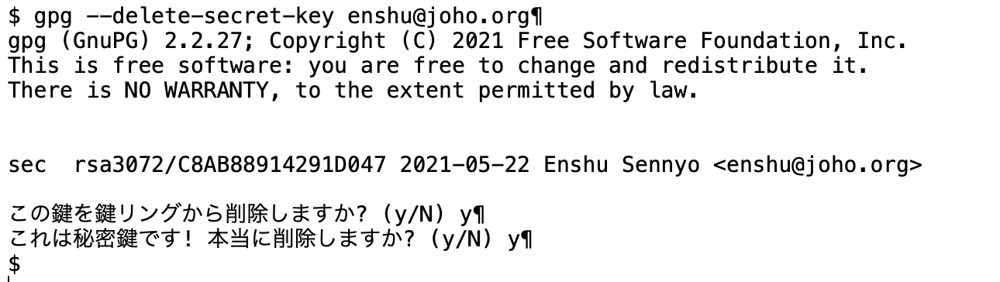 $ gpg --delete-secret-key enshu@joho.org¶
gpg (GnuPG) 2.2.27; Copyright (C) 2021 Free Software Foundation, Inc.
This is free software: you are free to change and redistribute it.
There is NO WARRANTY, to the extent permitted by law.
sec  rsa3072/C8AB88914291D047 2021-05-22 Enshu Sennyo <enshu@joho.org>
この鍵を鍵リングから削除しますか? (y/N) y¶
これは秘密鍵です! 本当に削除しますか? (y/N) y¶
$